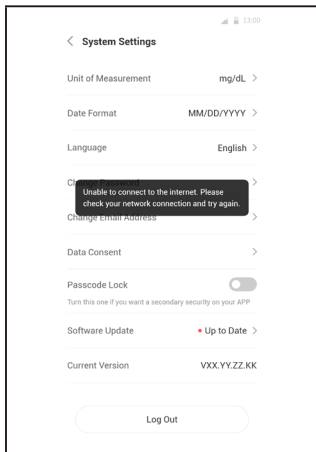 13:00
System Settings
Unit of Measurement mg/dL
Date Format MM/DD/YYYY
Language English
Change Password
Unable to connect to the internet. Please
check your network connection and try again.
Change Email Address
Data Consent
Passcode Lock
Turn this one if you want a secondary security on your APP
Software Update Up to Date
Current Version VXX.YY.ZZ.KK
Log Out